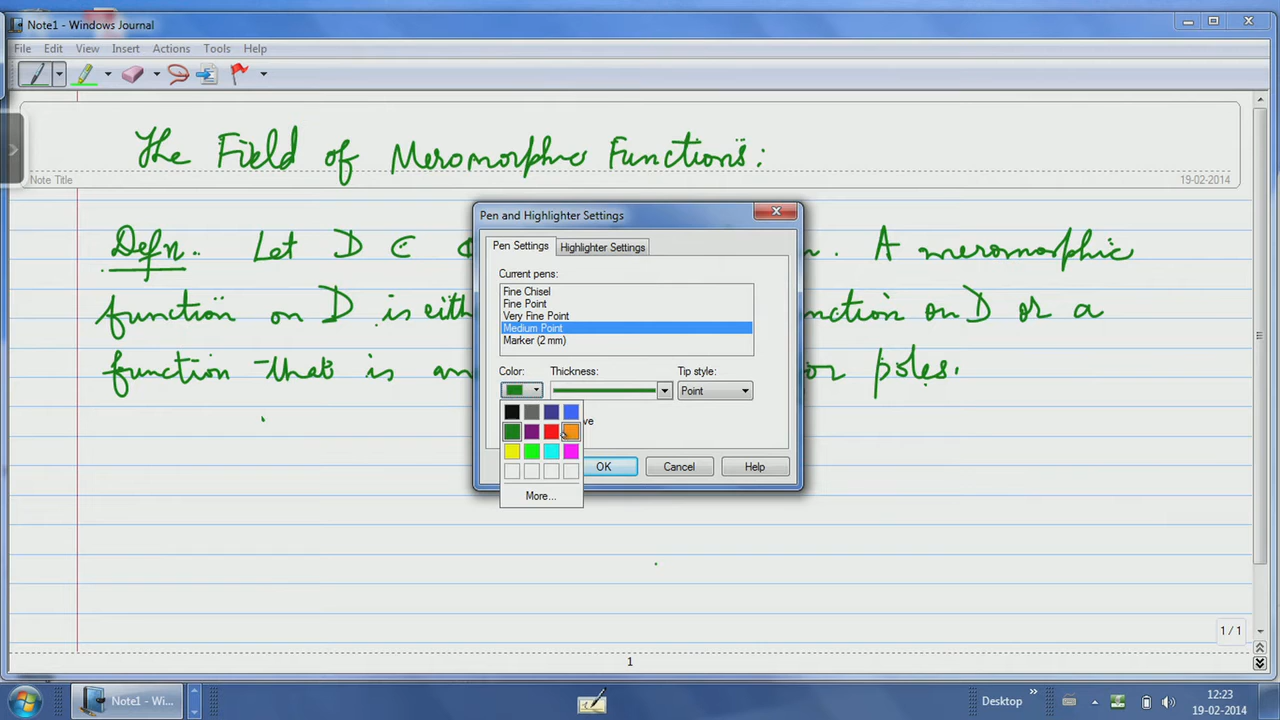 Note1 - Windows Journal
File Edit View Insert Actions Tools Help
The Field of Meromorphic Functions:
Note Title
19-02-2014
Pen and Highlighter Settings
Pen Settings Highlighter Settings
Current pens:
Fine Chisel
Fine Point
Very Fine Point
Medium Point
Marker (2 mm)
Color: Thickness: Tip style:
Point
ve
More...
OK Cancel Help
Defn. Let D ⊂ . A meromorphic
function on D is eith nction on D or a
function that is an or poles.
1 / 1
1
Note1 - Wi...
Desktop
12:23
19-02-2014